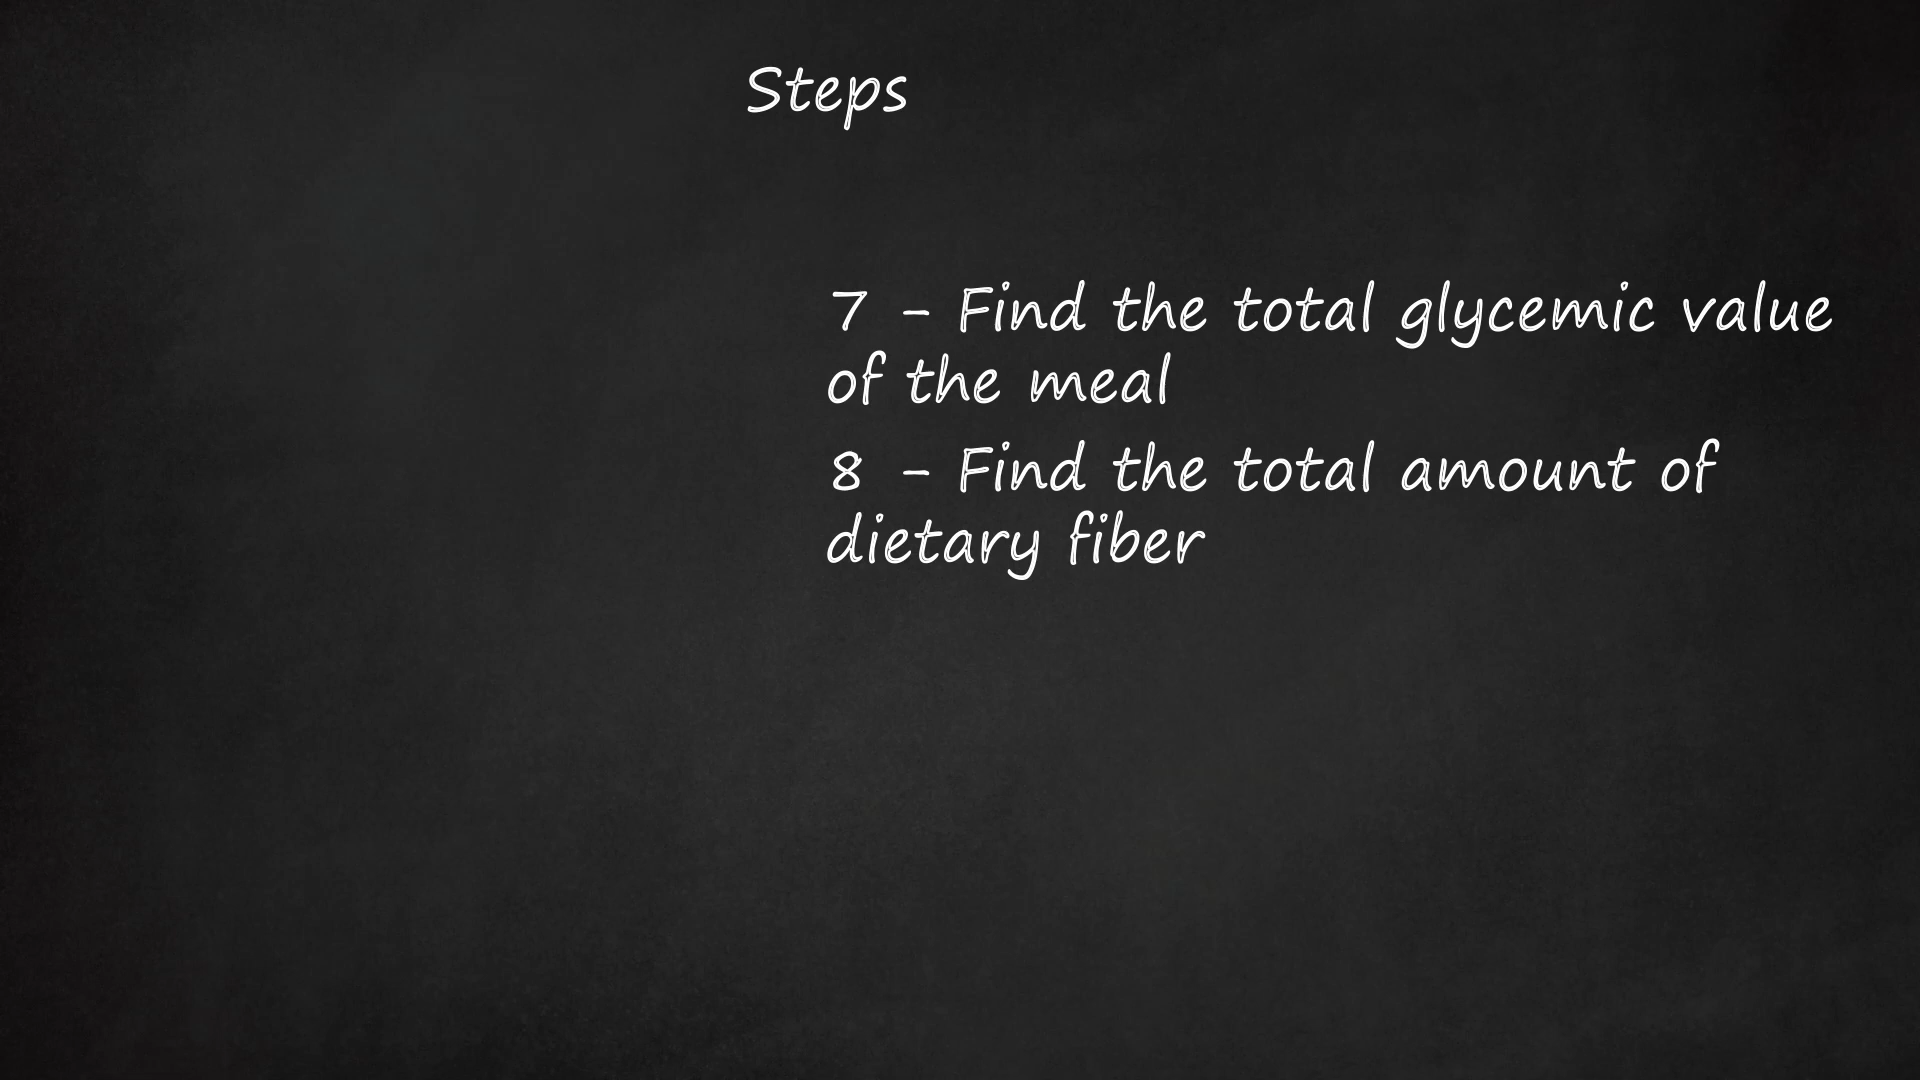 Steps
7 - Find the total glycemic value
of the meal
8 - Find the total amount of
dietary fiber